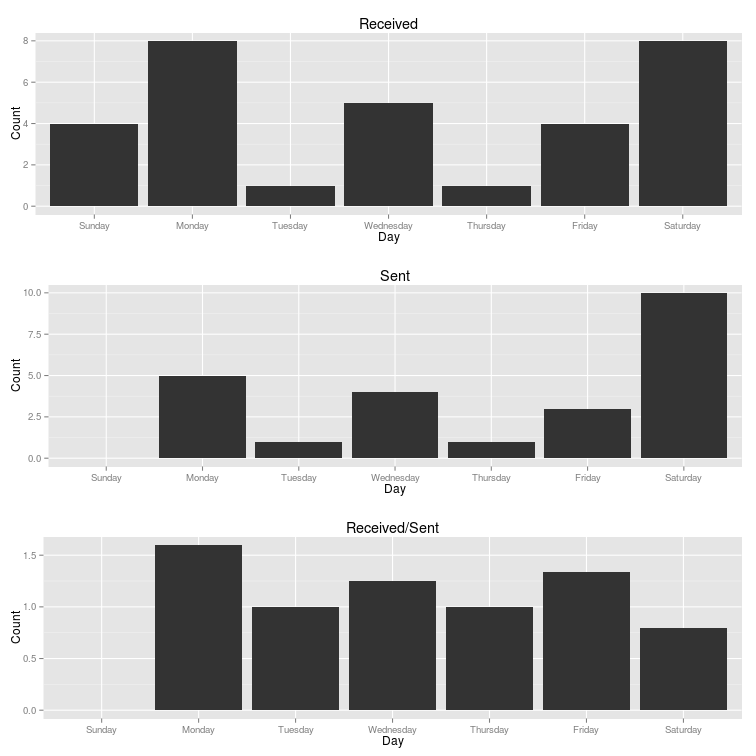 Received
8
6
4
2
0
Count
Sunday Monday Tuesday Wednesday Thursday Friday Saturday
Day
Sent
10.0
7.5
5.0
2.5
0.0
Count
Sunday Monday Tuesday Wednesday Thursday Friday Saturday
Day
Received/Sent
1.5
1.0
0.5
0.0
Count
Sunday Monday Tuesday Wednesday Thursday Friday Saturday
Day